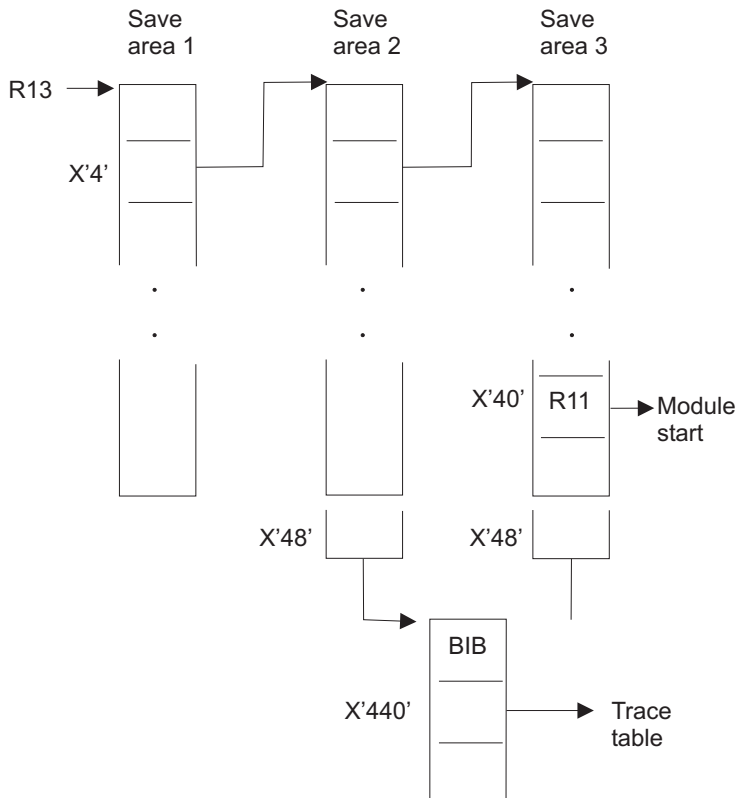 Save
area 1
Save
area 2
Save
area 3
R13
X'4'
X'40'
R11
Module
start
X'48'
X'48'
BIB
X'440'
Trace
table